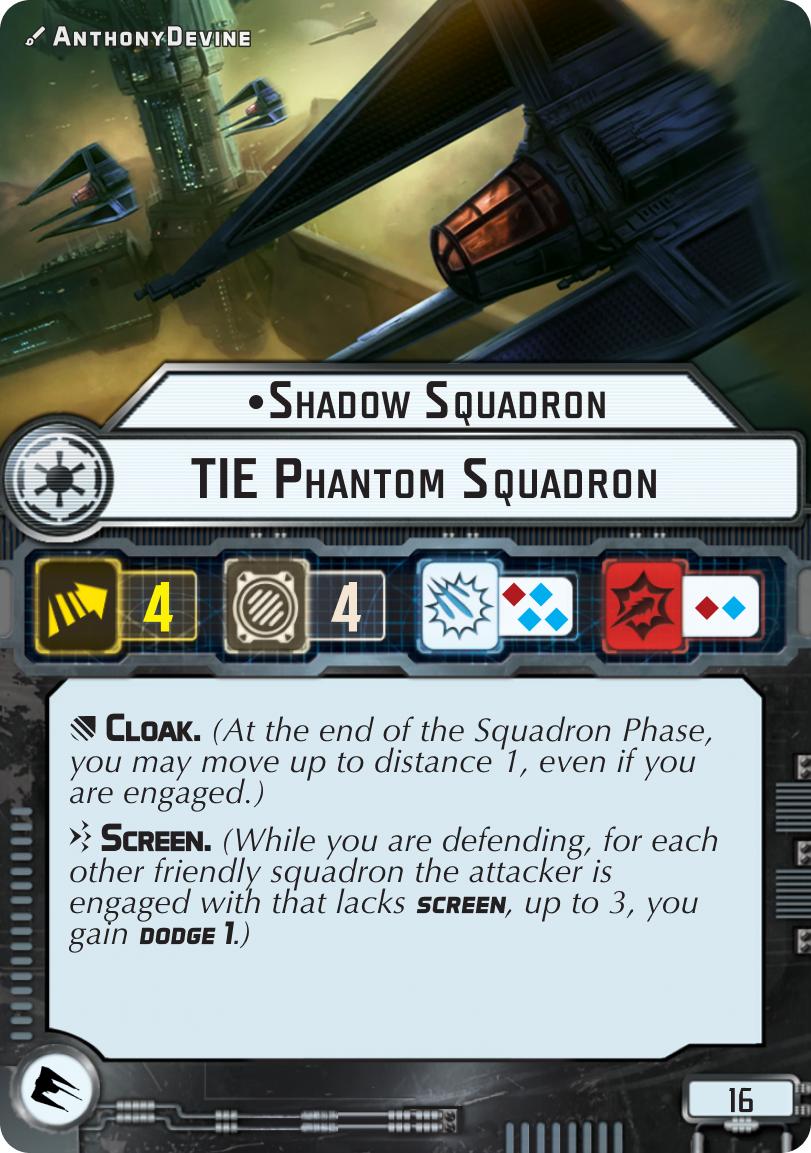 AnthonyDevine
•Shadow Squadron
TIE Phantom Squadron
4 4
Cloak. (At the end of the Squadron Phase,
you may move up to distance 1, even if you
are engaged.)
Screen. (While you are defending, for each
other friendly squadron the attacker is
engaged with that lacks screen, up to 3, you
gain dodge 1.)
16